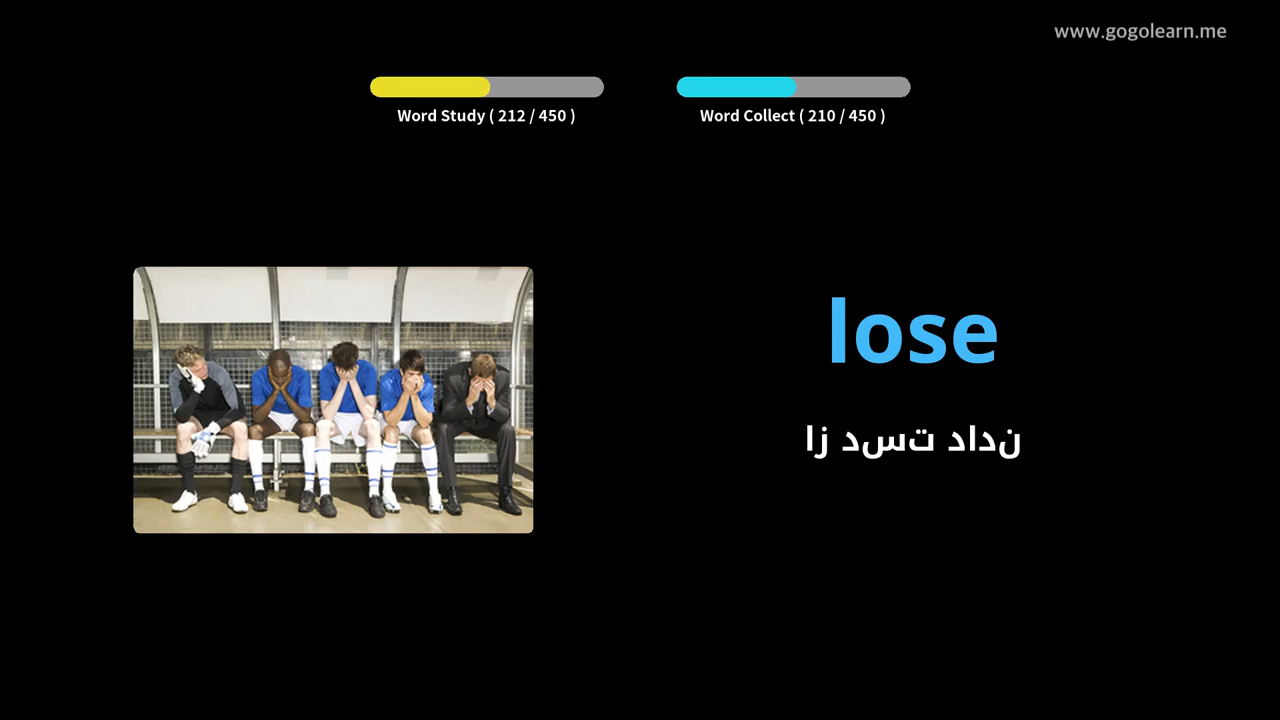 www.gogolearn.me
Word Study ( 212 / 450 )
Word Collect ( 210 / 450 )
lose
از دست دادن